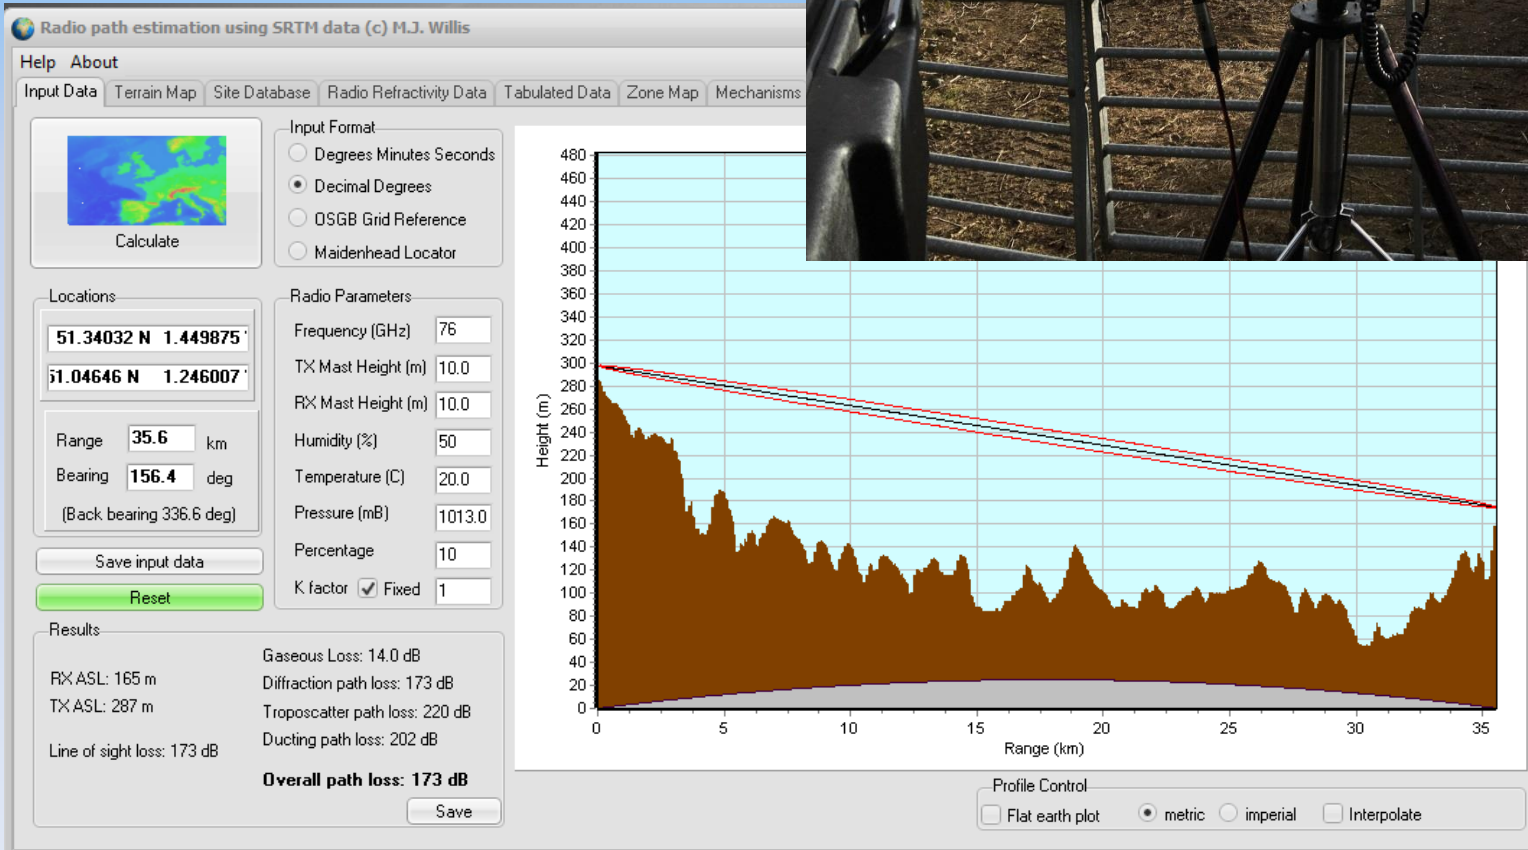 Radio path estimation using SRTM data (c) M.J. Willis
Help About
Input Data Terrain Map Site Database Radio Refractivity Data Tabulated Data Zone Map Mechanisms
Calculate
Input Format
Degrees Minutes Seconds
Decimal Degrees
OSGB Grid Reference
Maidenhead Locator
Locations
51.34032 N 1.449875
51.04646 N 1.246007
Range 35.6 km
Bearing 156.4 deg
(Back bearing 336.6 deg)
Save input data
Reset
Radio Parameters
Frequency (GHz) 76
TX Mast Height (m) 10.0
RX Mast Height (m) 10.0
Humidity (%) 50
Temperature (C) 20.0
Pressure (mB) 1013.0
Percentage 10
K factor Fixed 1
Results
RX ASL: 165 m
TX ASL: 287 m
Line of sight loss: 173 dB
Gaseous Loss: 14.0 dB
Diffraction path loss: 173 dB
Troposcatter path loss: 220 dB
Ducting path loss: 202 dB
Overall path loss: 173 dB
Save
Height (m)
480
460
440
420
400
380
360
340
320
300
280
260
240
220
200
180
160
140
120
100
80
60
40
20
0
0 5 10 15 20 25 30 35
Range (km)
Profile Control
Flat earth plot metric imperial Interpolate